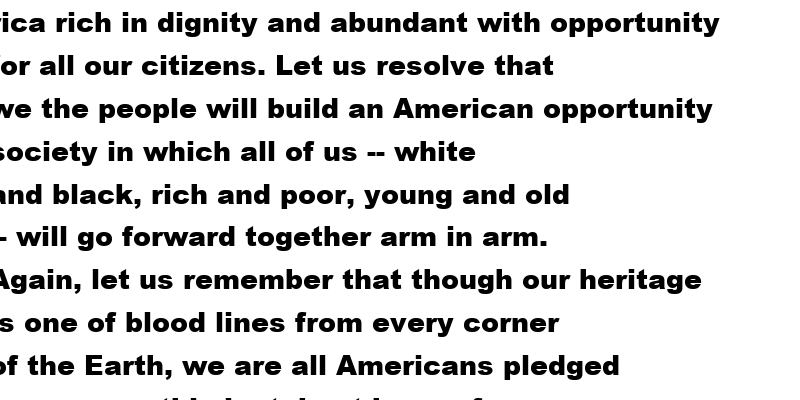 rica rich in dignity and abundant with opportunity
for all our citizens. Let us resolve that
we the people will build an American opportunity
society in which all of us -- white
and black, rich and poor, young and old
-- will go forward together arm in arm.
Again, let us remember that though our heritage
is one of blood lines from every corner
of the Earth, we are all Americans pledged